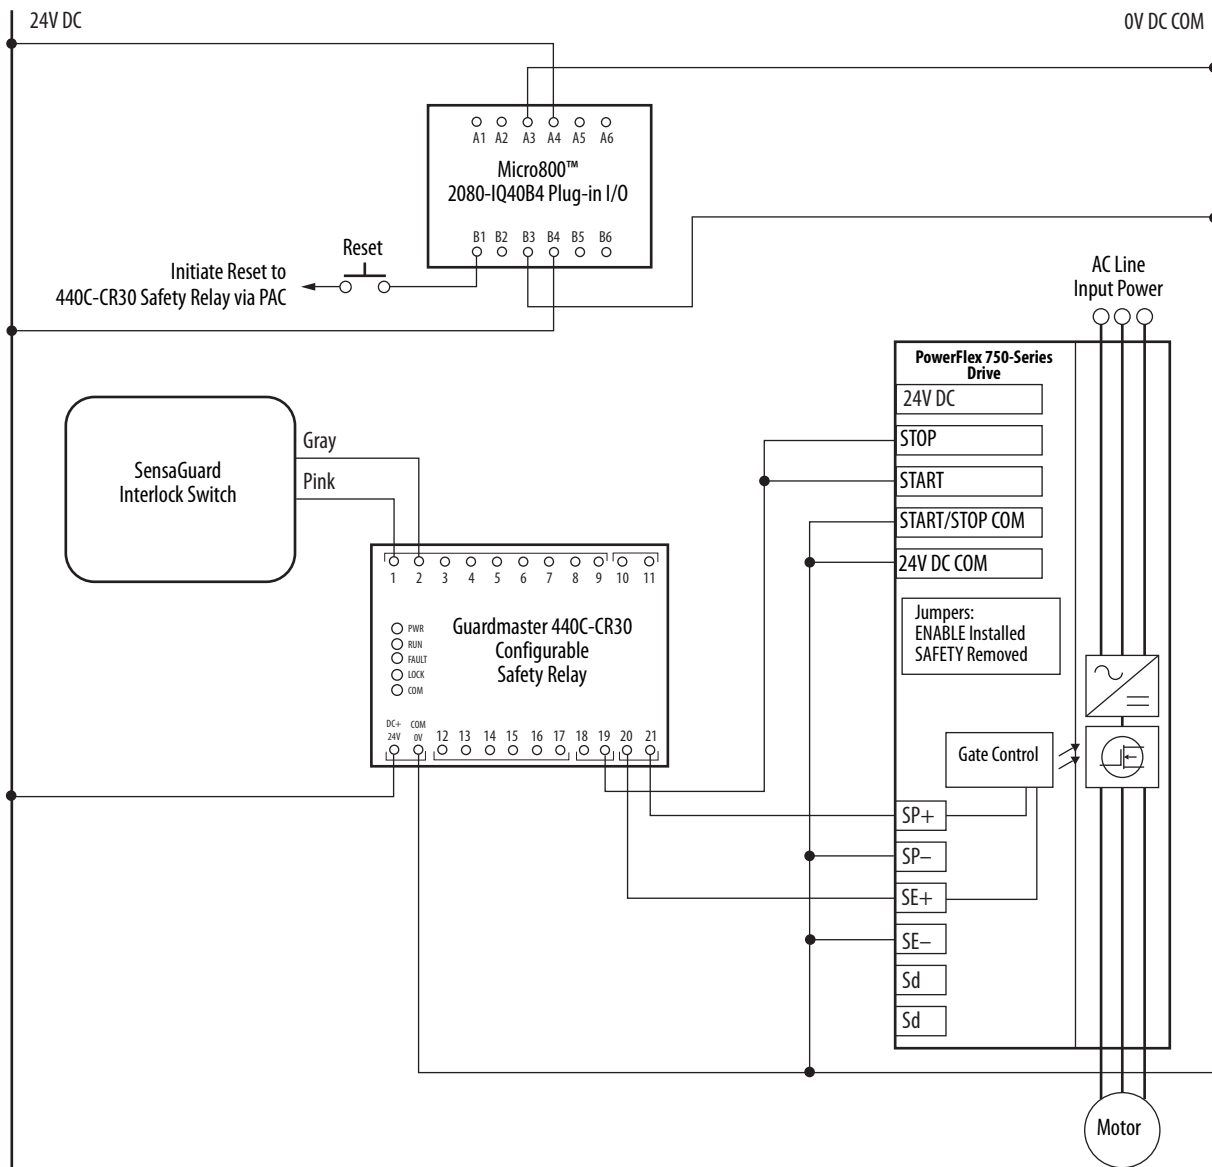 24V DC
0V DC COM
A1 A2 A3 A4 A5 A6
Micro800™
2080-IQ40B4 Plug-in I/O
B1 B2 B3 B4 B5 B6
Reset
Initiate Reset to
440C-CR30 Safety Relay via PAC
AC Line
Input Power
PowerFlex 750-Series
Drive
24V DC
STOP
START
START/STOP COM
24V DC COM
Jumpers:
ENABLE Installed
SAFETY Removed
Gate Control
SP+
SP–
SE+
SE–
Sd
Sd
Motor
SensaGuard
Interlock Switch
Gray
Pink
1 2 3 4 5 6 7 8 9 10 11
PWR
RUN
FAULT
LOCK
COM
Guardmaster 440C-CR30
Configurable
Safety Relay
DC+
24V
COM
0V
12 13 14 15 16 17 18 19 20 21